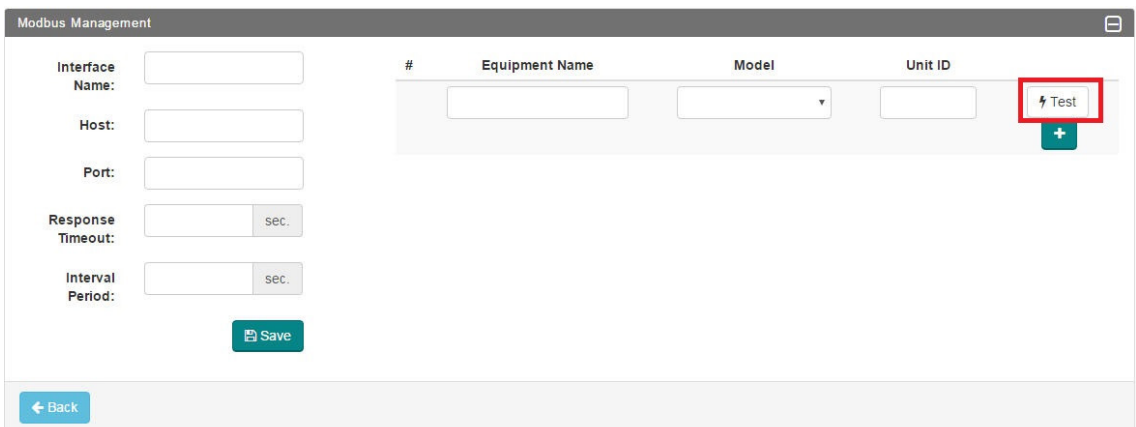 Modbus Management
Interface
Name:
Host:
Port:
Response
Timeout:
sec.
Interval
Period:
sec.
Save
# Equipment Name Model Unit ID
Test
+
Back